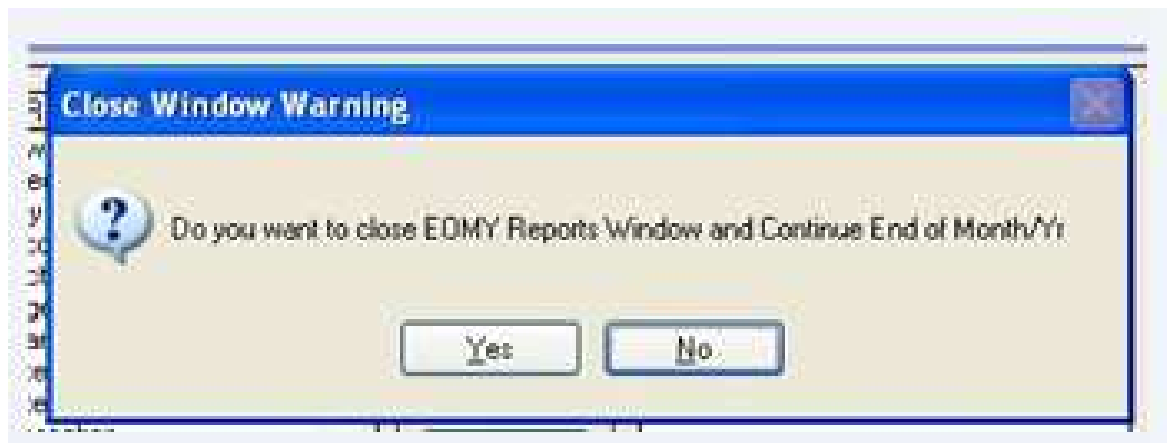 Close Window Warning
Do you want to close EOMY Reports Window and Continue End of Month/Yr
Yes
No